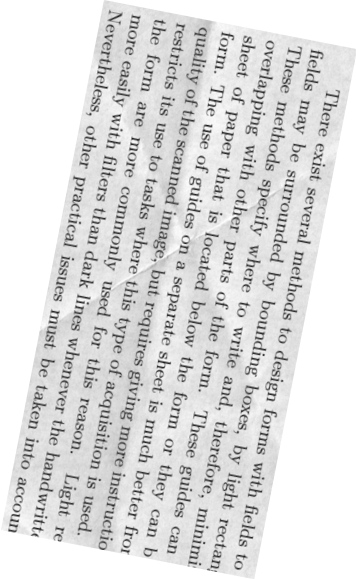 There exist several methods to design forms with fields to
fields may be surrounded by bounding boxes, by light rectan
These methods specify where to write and, therefore, minimi
overlapping with other parts of the form. These guides can
sheet of paper that is located below the form or they can b
form. The use of guides on a separate sheet is much better fro
quality of the scanned image, but requires giving more instructio
restricts its use to tasks where this type of acquisition is used.
the form are more commonly used for this reason. Light re
more easily with filters than dark lines whenever the handwritte
Nevertheless, other practical issues must be taken into accoun